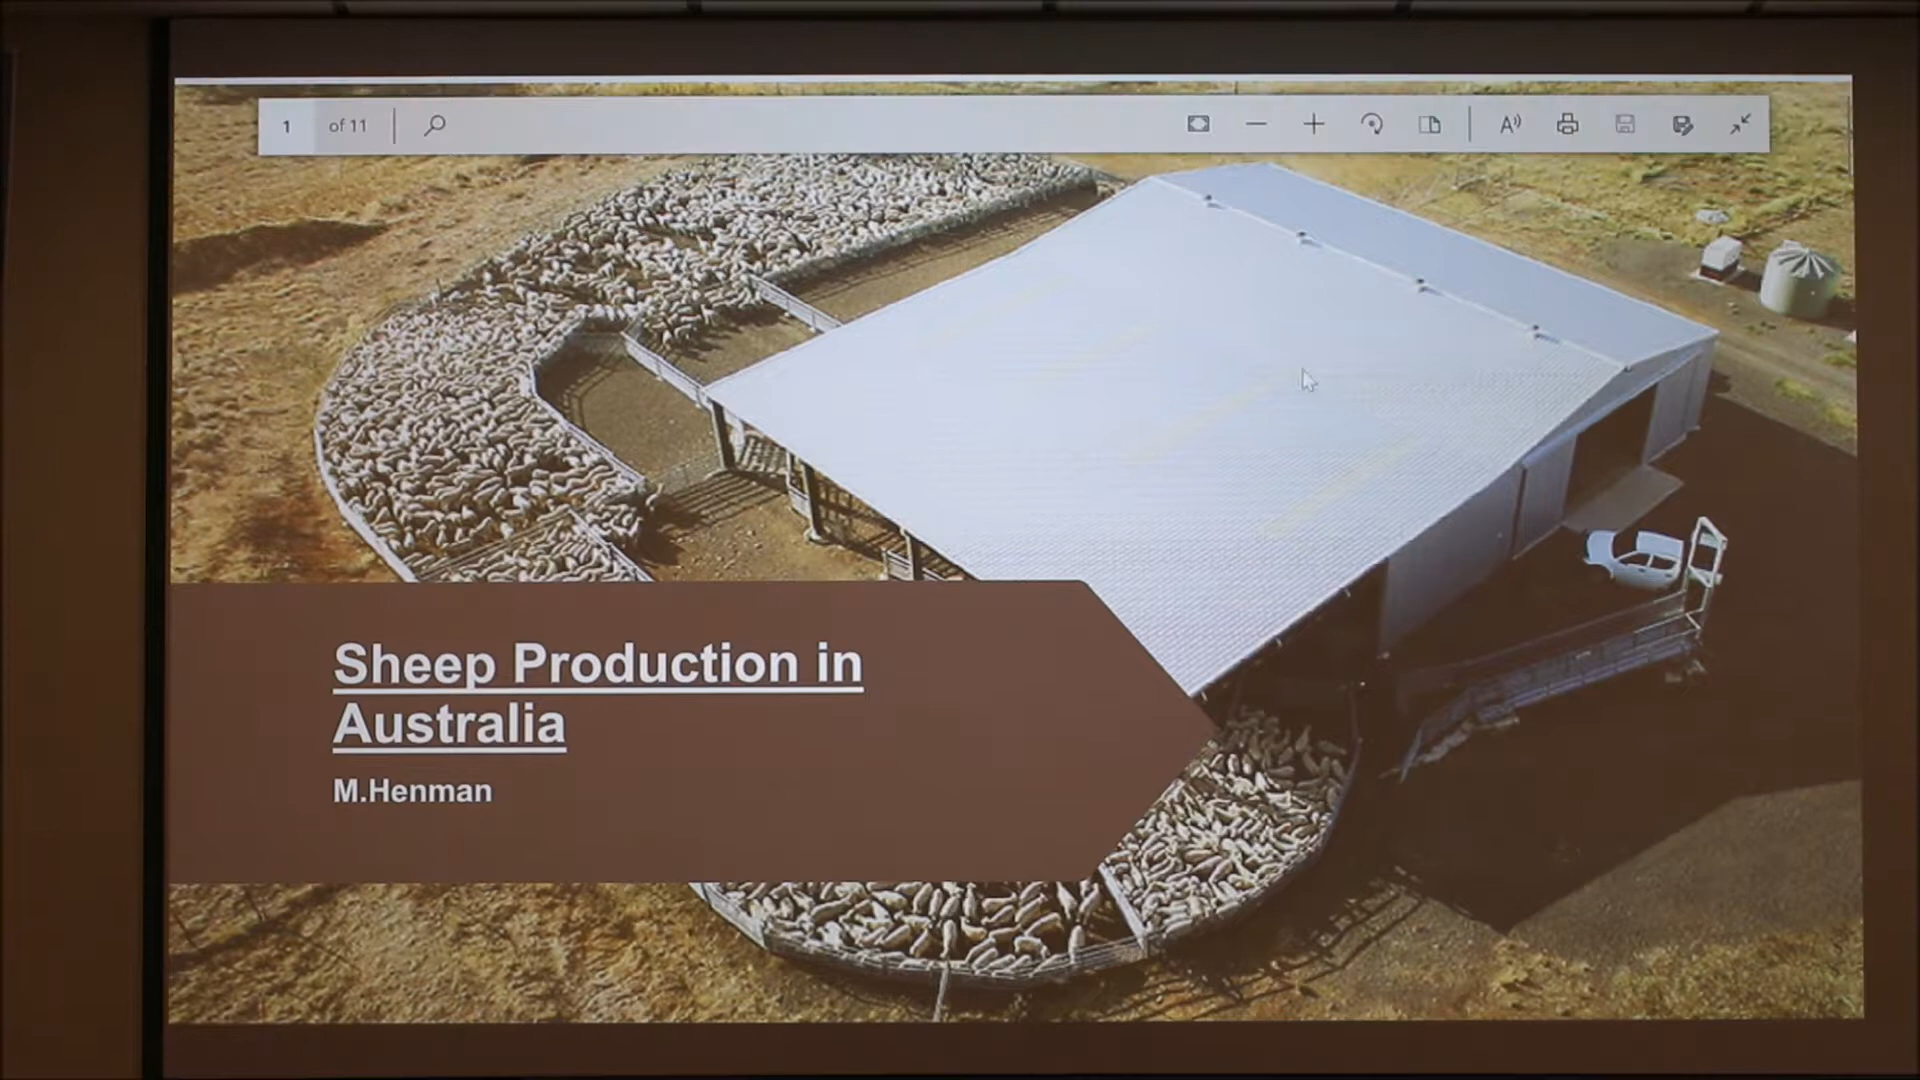 1 of 11
Sheep Production in
Australia
M.Henman